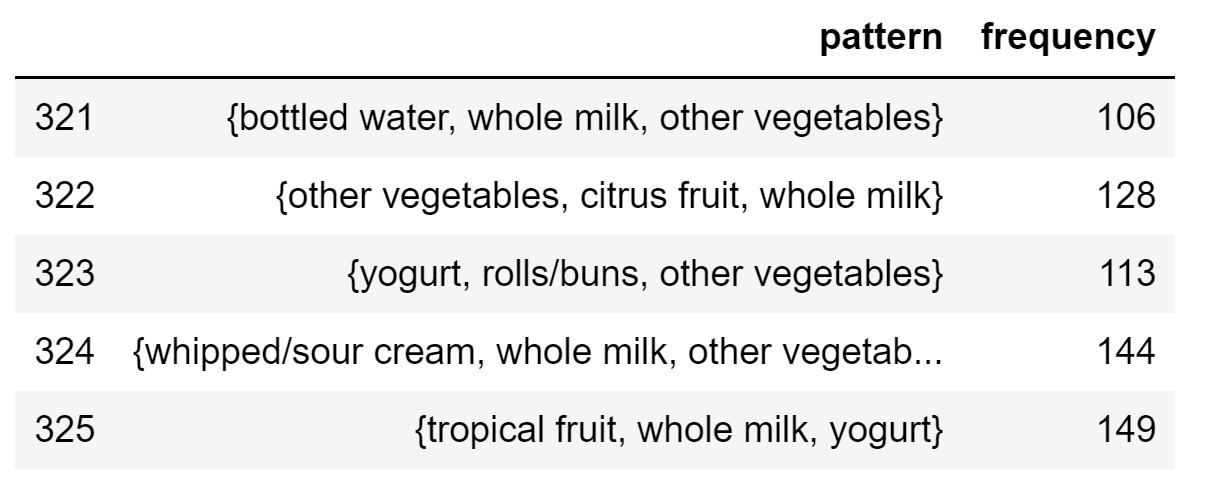 pattern frequency
321 {bottled water, whole milk, other vegetables} 106
322 {other vegetables, citrus fruit, whole milk} 128
323 {yogurt, rolls/buns, other vegetables} 113
324 {whipped/sour cream, whole milk, other vegetab... 144
325 {tropical fruit, whole milk, yogurt} 149